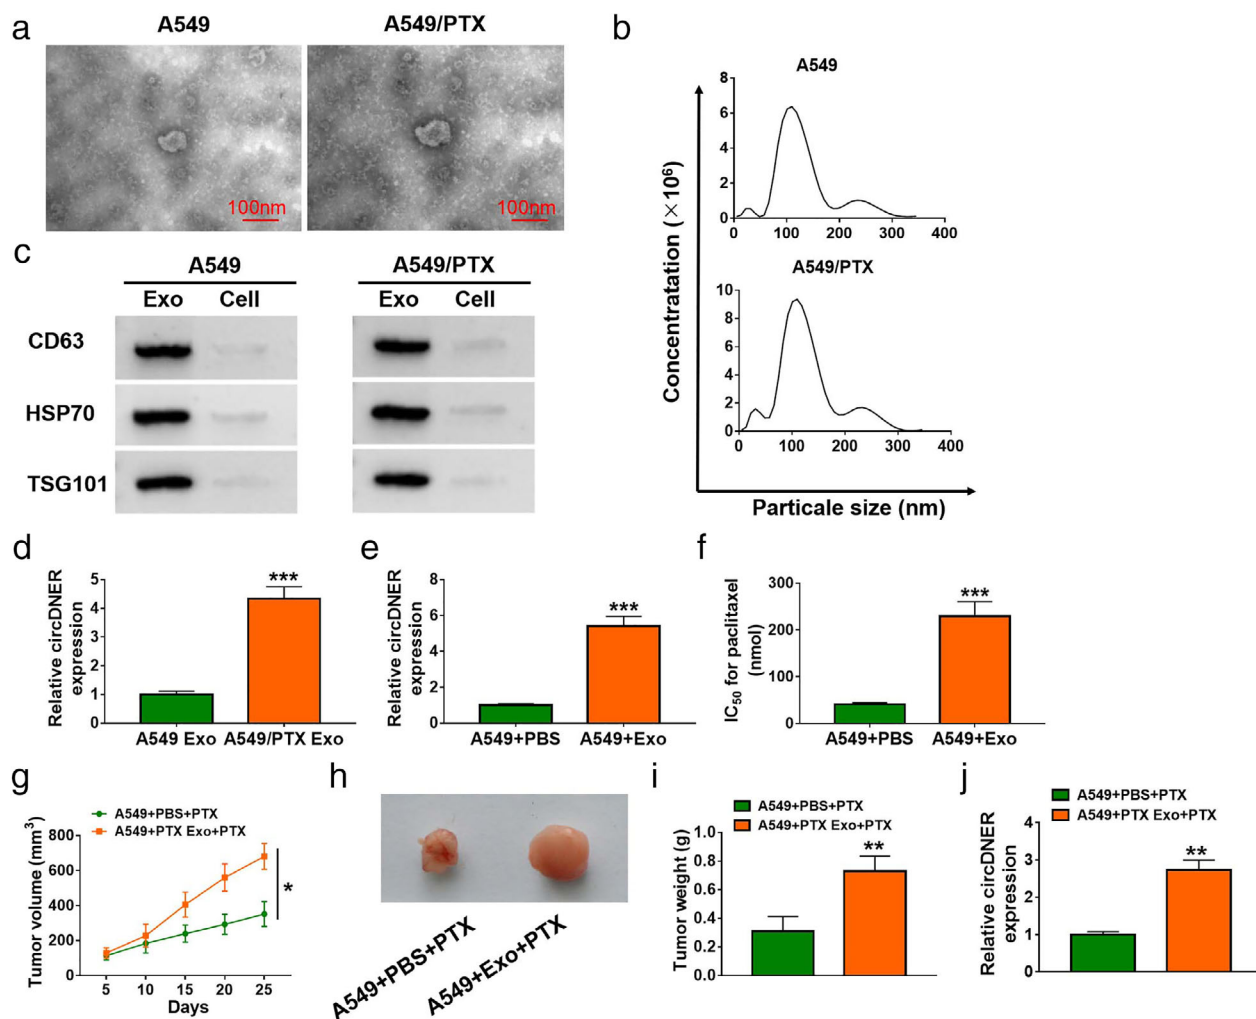 a
A549
A549/PTX
100nm
100nm
b
A549
8
6
4
2
0
0 100 200 300 400
A549/PTX
10
8
6
4
2
0
0 100 200 300 400
Concentratation (×10⁶)
Particale size (nm)
c
A549
A549/PTX
Exo Cell
Exo Cell
CD63
HSP70
TSG101
d
Relative circDNER
expression
5
4
3
2
1
0
***
A549 Exo A549/PTX Exo
e
Relative circDNER
expression
8
6
4
2
0
***
A549+PBS A549+Exo
f
IC₅₀ for paclitaxel
(nmol)
300
200
100
0
***
A549+PBS A549+Exo
g
A549+PBS+PTX
A549+PTX Exo+PTX
Tumor volume (mm³)
800
600
400
200
0
*
5 10 15 20 25
Days
h
A549+PBS+PTX
A549+Exo+PTX
i
A549+PBS+PTX
A549+PTX Exo+PTX
Tumor weight (g)
1.0
0.8
0.6
0.4
0.2
0.0
**
j
A549+PBS+PTX
A549+PTX Exo+PTX
Relative circDNER
expression
4
3
2
1
0
**